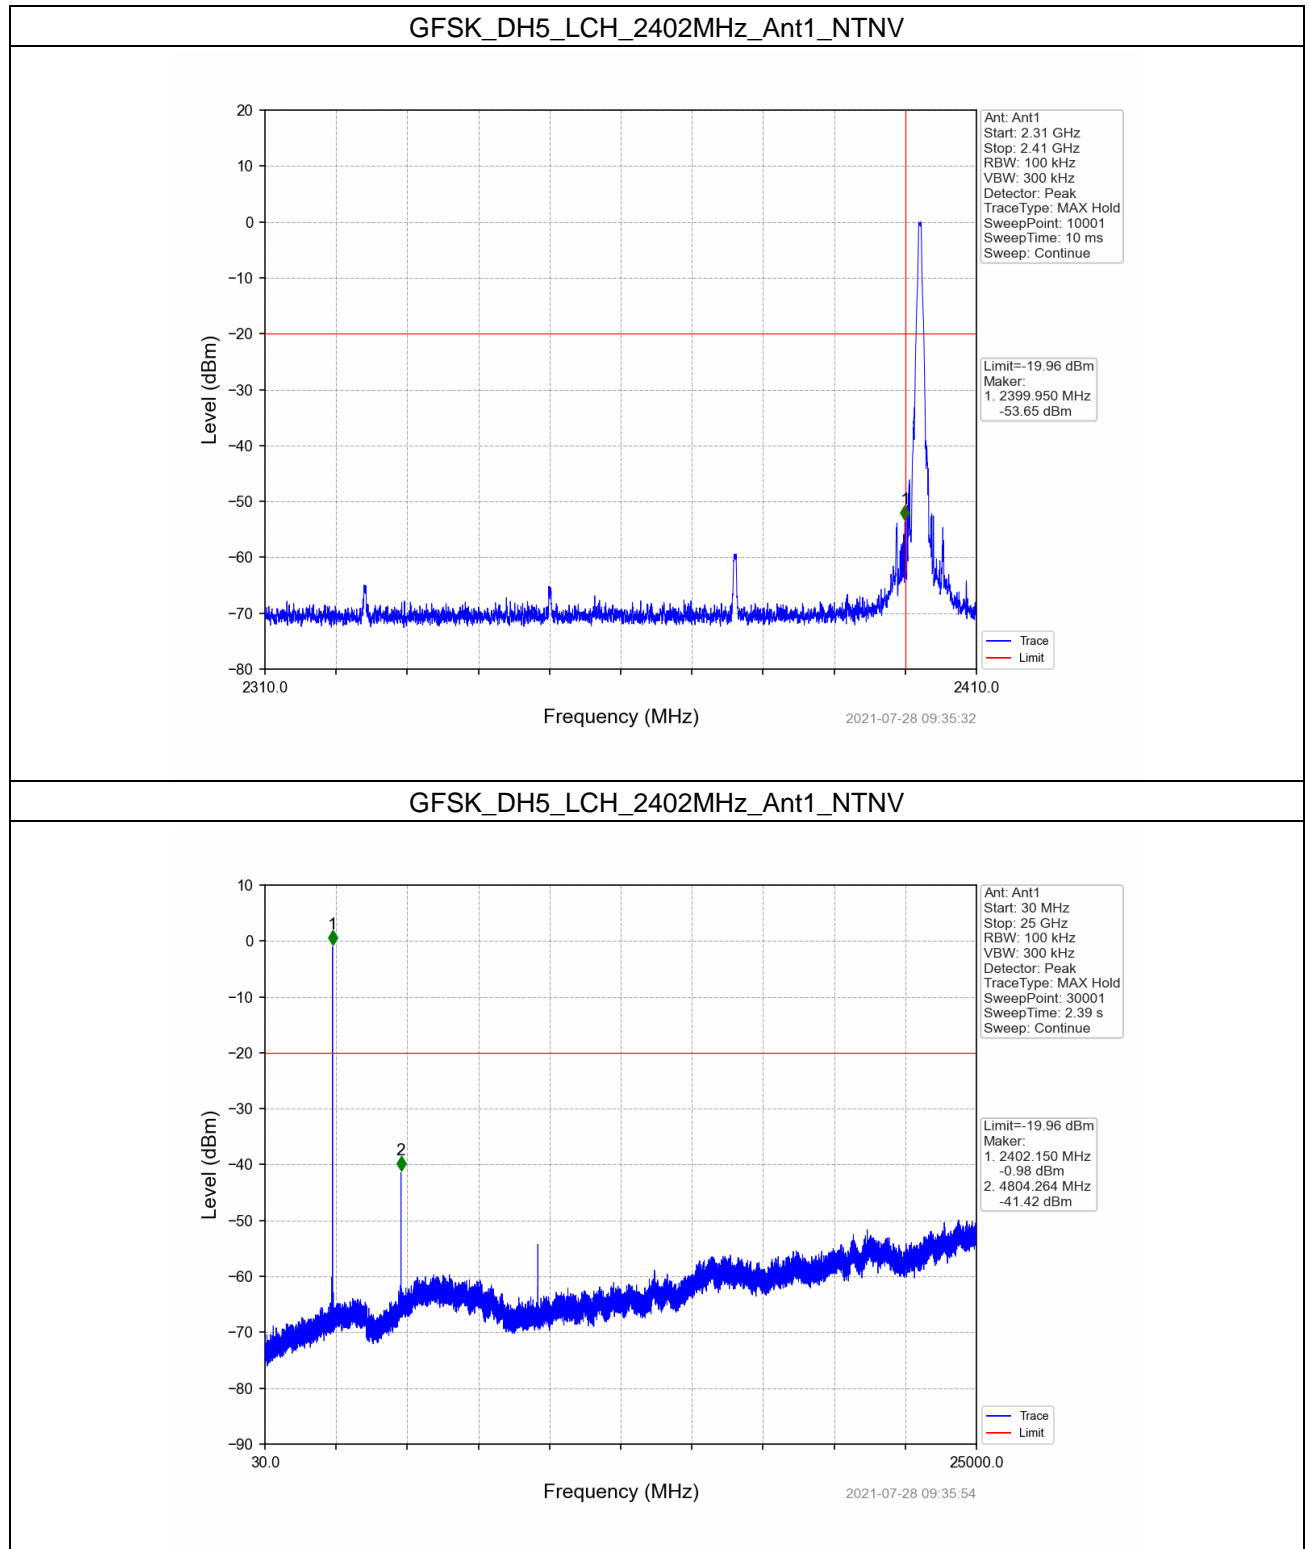 GFSK_DH5_LCH_2402MHz_Ant1_NTNV
20
10
0
−10
−20
−30
−40
−50
−60
−70
−80
Level (dBm)
1
2310.0
2410.0
Frequency (MHz)
2021-07-28 09:35:32
Ant: Ant1
Start: 2.31 GHz
Stop: 2.41 GHz
RBW: 100 kHz
VBW: 300 kHz
Detector: Peak
TraceType: MAX Hold
SweepPoint: 10001
SweepTime: 10 ms
Sweep: Continue
Limit=-19.96 dBm
Maker:
1. 2399.950 MHz
-53.65 dBm
Trace
Limit
GFSK_DH5_LCH_2402MHz_Ant1_NTNV
10
0
−10
−20
−30
−40
−50
−60
−70
−80
−90
Level (dBm)
1
2
30.0
25000.0
Frequency (MHz)
2021-07-28 09:35:54
Ant: Ant1
Start: 30 MHz
Stop: 25 GHz
RBW: 100 kHz
VBW: 300 kHz
Detector: Peak
TraceType: MAX Hold
SweepPoint: 30001
SweepTime: 2.39 s
Sweep: Continue
Limit=-19.96 dBm
Maker:
1. 2402.150 MHz
-0.98 dBm
2. 4804.264 MHz
-41.42 dBm
Trace
Limit